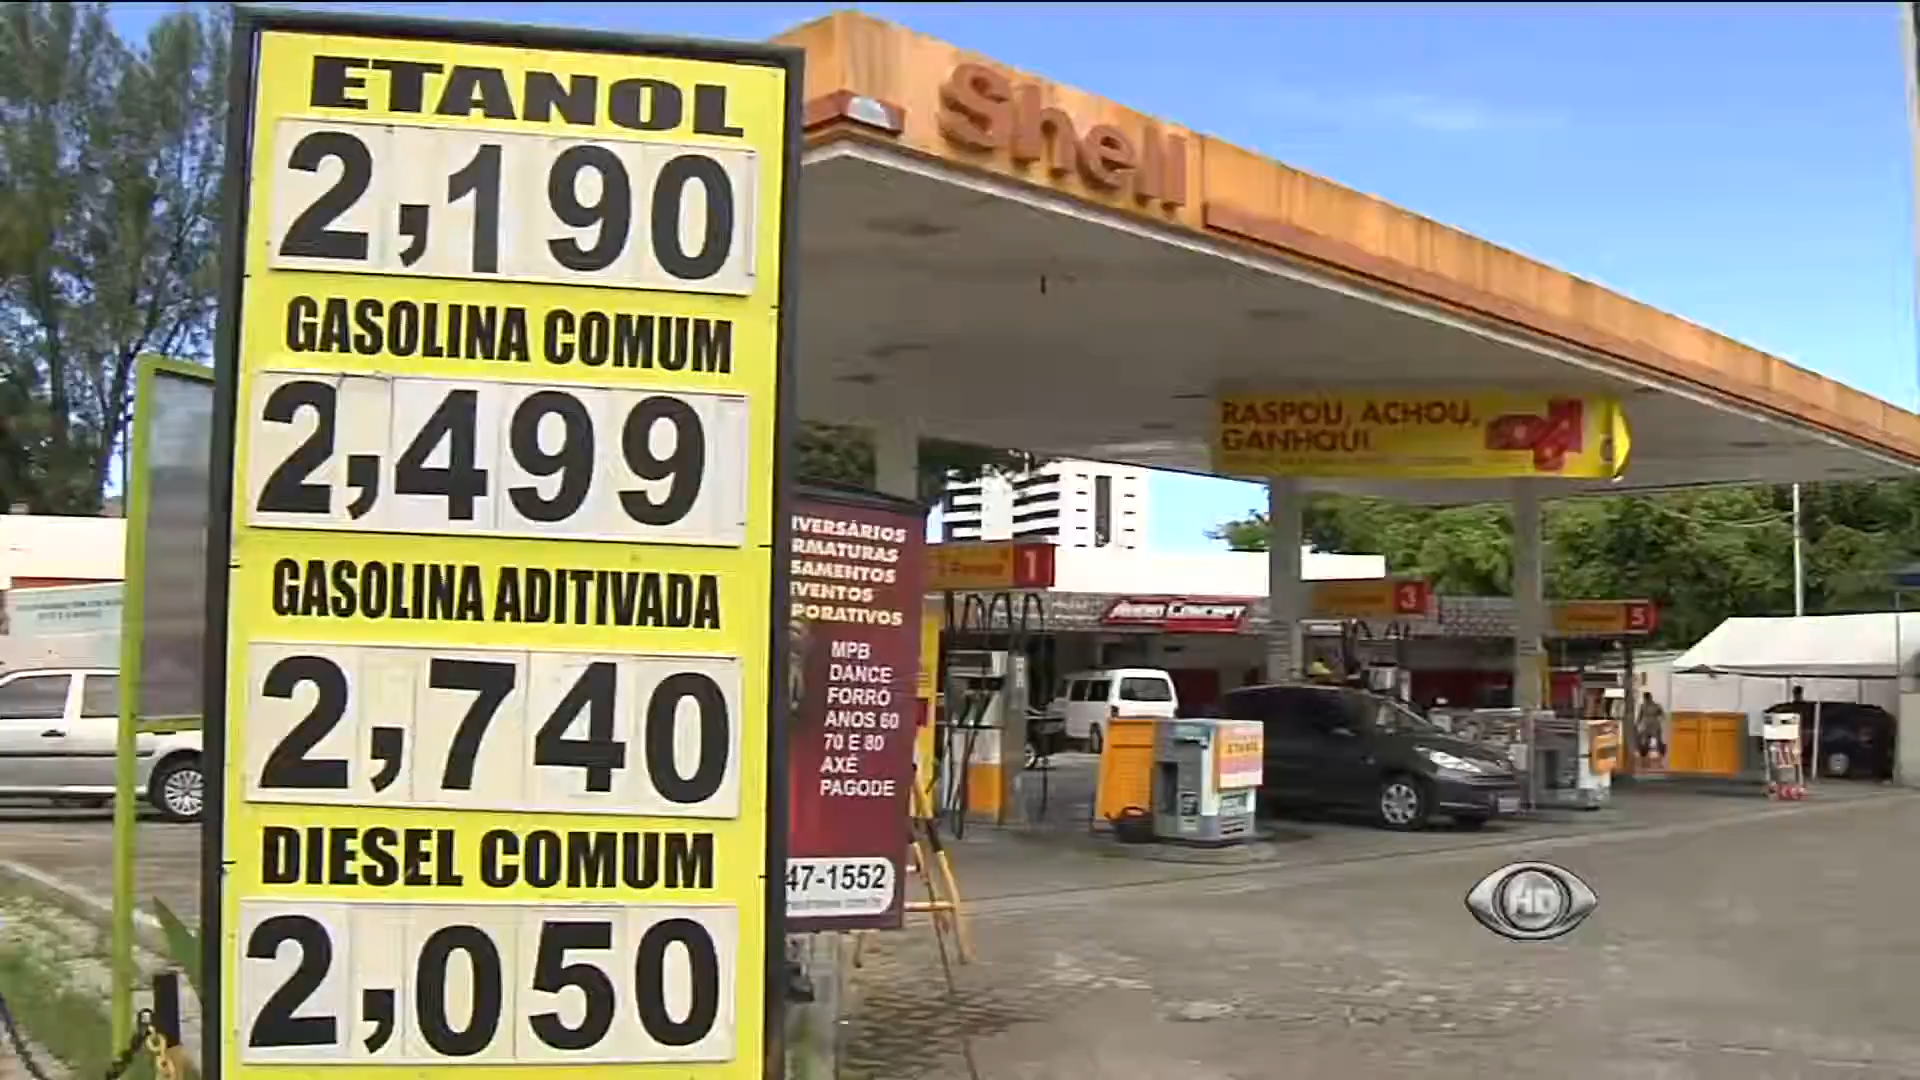 ETANOL
2,190
GASOLINA COMUM
2,499
GASOLINA ADITIVADA
2,740
DIESEL COMUM
2,050
Shell
RASPOU, ACHOU,
GANHOU!
IVERSÁRIOS
RMATURAS
SAMENTOS
VENTOS
PORATIVOS
MPB
DANCE
FORRÓ
ANOS 60
70 E 80
AXÉ
PAGODE
47-1552
1
3
5
AUDIO CONCEPT
ETANOL
HD